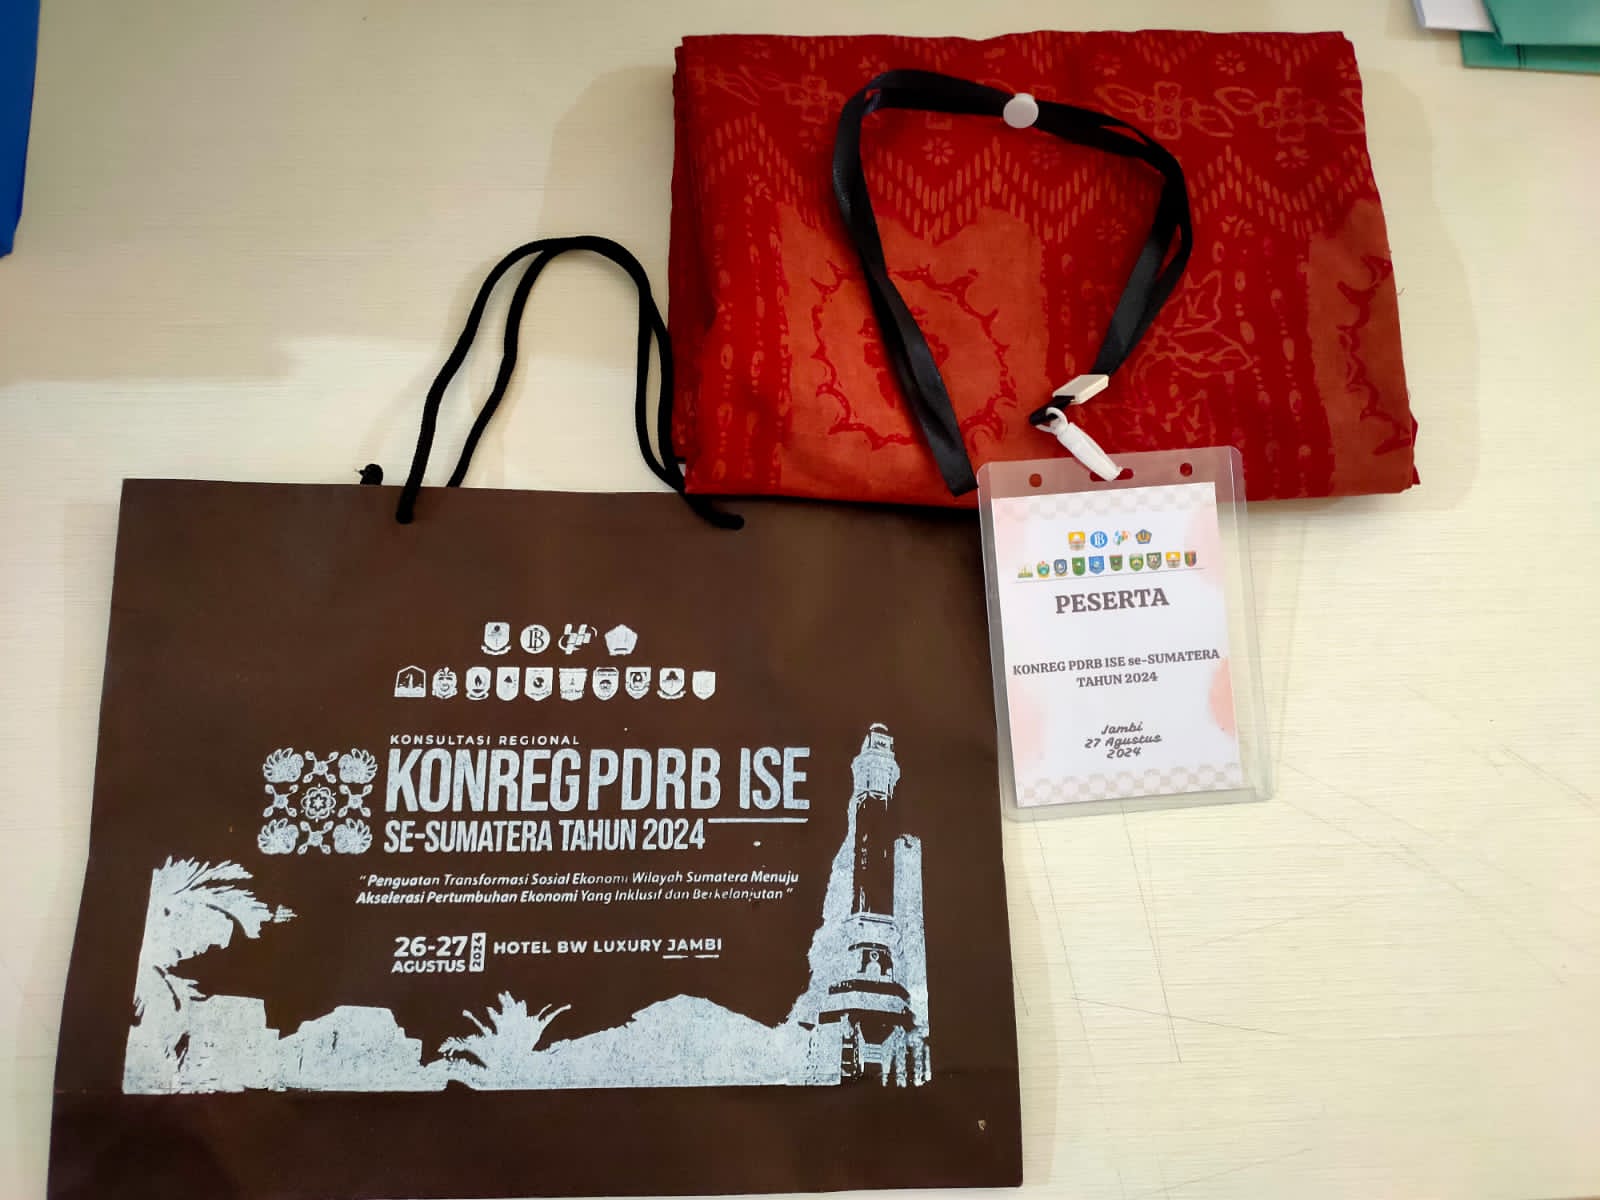 KONSULTASI REGIONAL
KONREG PDRB ISE
SE-SUMATERA TAHUN 2024
"Penguatan Transformasi Sosial Ekonomi Wilayah Sumatera Menuju
Akselerasi Pertumbuhan Ekonomi Yang Inklusif dan Berkelanjutan"
26-27
AGUSTUS
2024
HOTEL BW LUXURY JAMBI
PESERTA
KONREG PDRB ISE se-SUMATERA
TAHUN 2024
Jambi
27 Agustus
2024